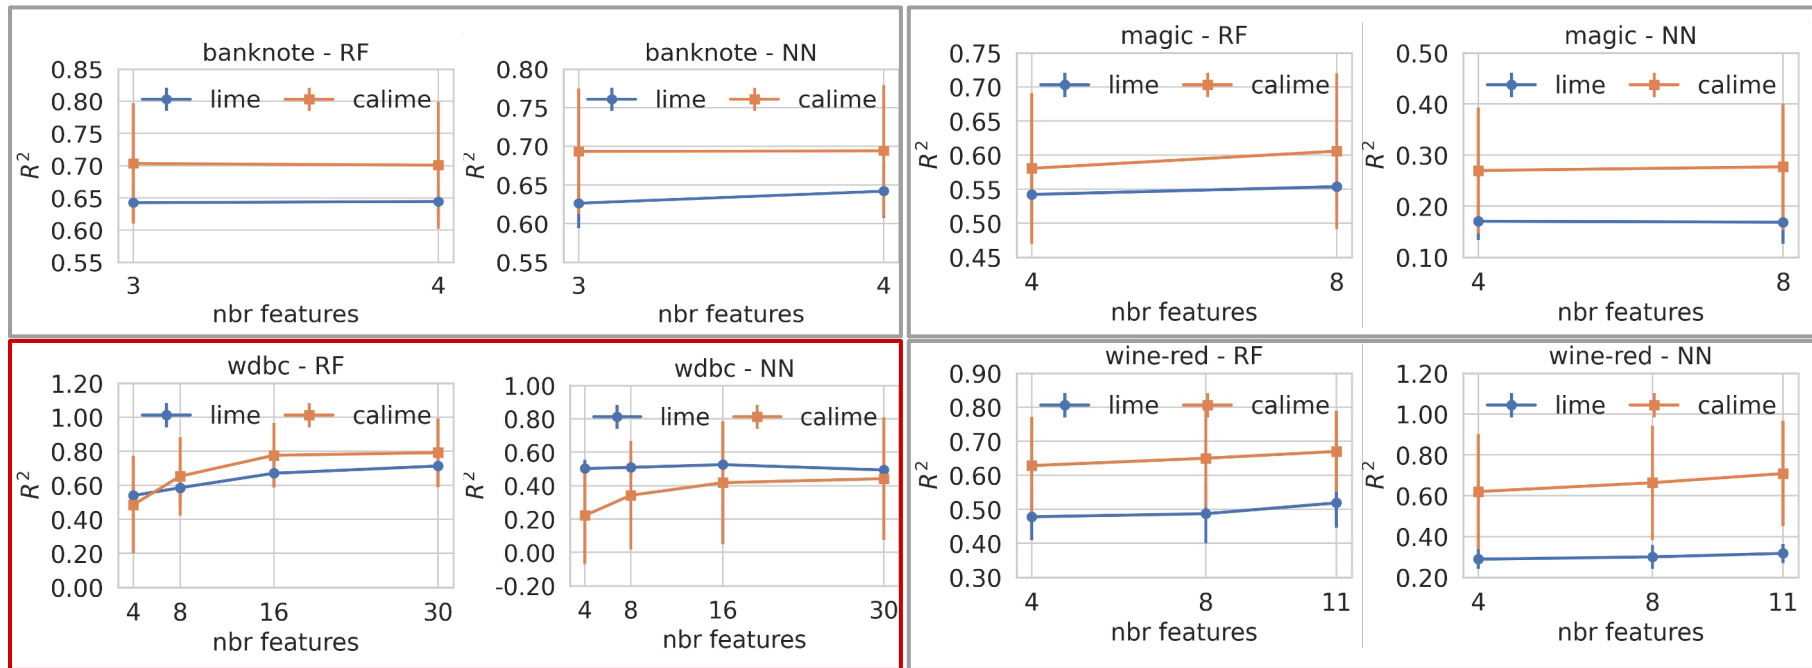 banknote - RF
0.85
0.80
0.75
0.70
0.65
0.60
0.55
R²
lime
calime
3
4
nbr features
banknote - NN
0.80
0.75
0.70
0.65
0.60
0.55
R²
lime
calime
3
4
nbr features
magic - RF
0.75
0.70
0.65
0.60
0.55
0.50
0.45
R²
lime
calime
4
8
nbr features
magic - NN
0.50
0.40
0.30
0.20
0.10
R²
lime
calime
4
8
nbr features
wdbc - RF
1.20
1.00
0.80
0.60
0.40
0.20
0.00
R²
lime
calime
4
8
16
30
nbr features
wdbc - NN
1.00
0.80
0.60
0.40
0.20
0.00
-0.20
R²
lime
calime
4
8
16
30
nbr features
wine-red - RF
0.90
0.80
0.70
0.60
0.50
0.40
0.30
R²
lime
calime
4
8
11
nbr features
wine-red - NN
1.20
1.00
0.80
0.60
0.40
0.20
R²
lime
calime
4
8
11
nbr features